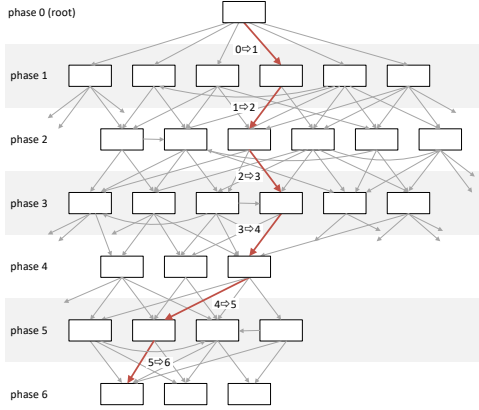 phase 0 (root)
0⇨1
phase 1
1⇨2
phase 2
2⇨3
phase 3
3⇨4
phase 4
4⇨5
phase 5
5⇨6
phase 6